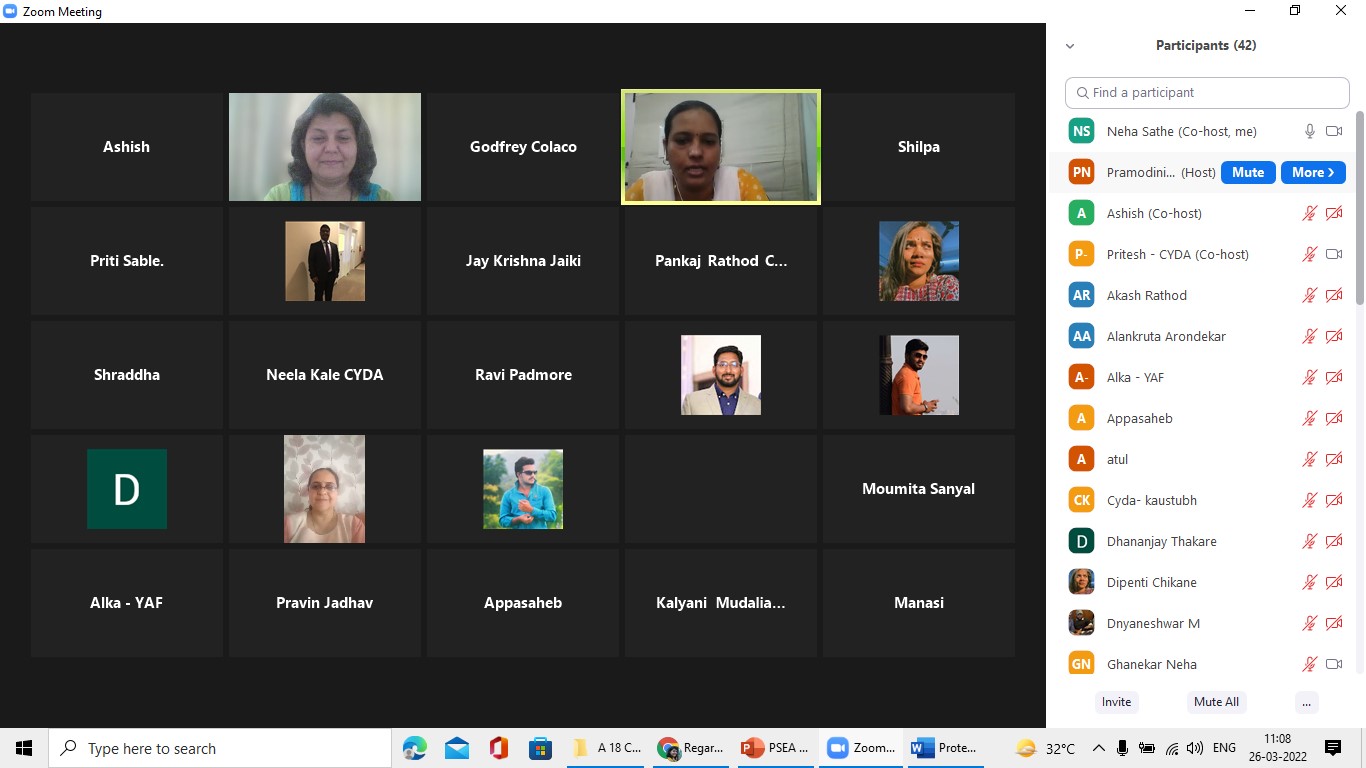 Zoom Meeting
Ashish
Godfrey Colaco
Shilpa
Priti Sable.
Jay Krishna Jaiki
Pankaj Rathod C...
Shraddha
Neela Kale CYDA
Ravi Padmore
D
Moumita Sanyal
Alka - YAF
Pravin Jadhav
Appasaheb
Kalyani Mudalia...
Manasi
Participants (42)
Find a participant
NS Neha Sathe (Co-host, me)
PN Pramodini... (Host) Mute More
A Ashish (Co-host)
P- Pritesh - CYDA (Co-host)
AR Akash Rathod
AA Alankruta Arondekar
A- Alka - YAF
A Appasaheb
A atul
CK Cyda- kaustubh
D Dhananjay Thakare
Dipenti Chikane
Dnyaneshwar M
GN Ghanekar Neha
Invite Mute All ...
Type here to search
A 18 C...
Regar...
PSEA ...
Zoom...
Prote...
32°C
ENG
11:08
26-03-2022